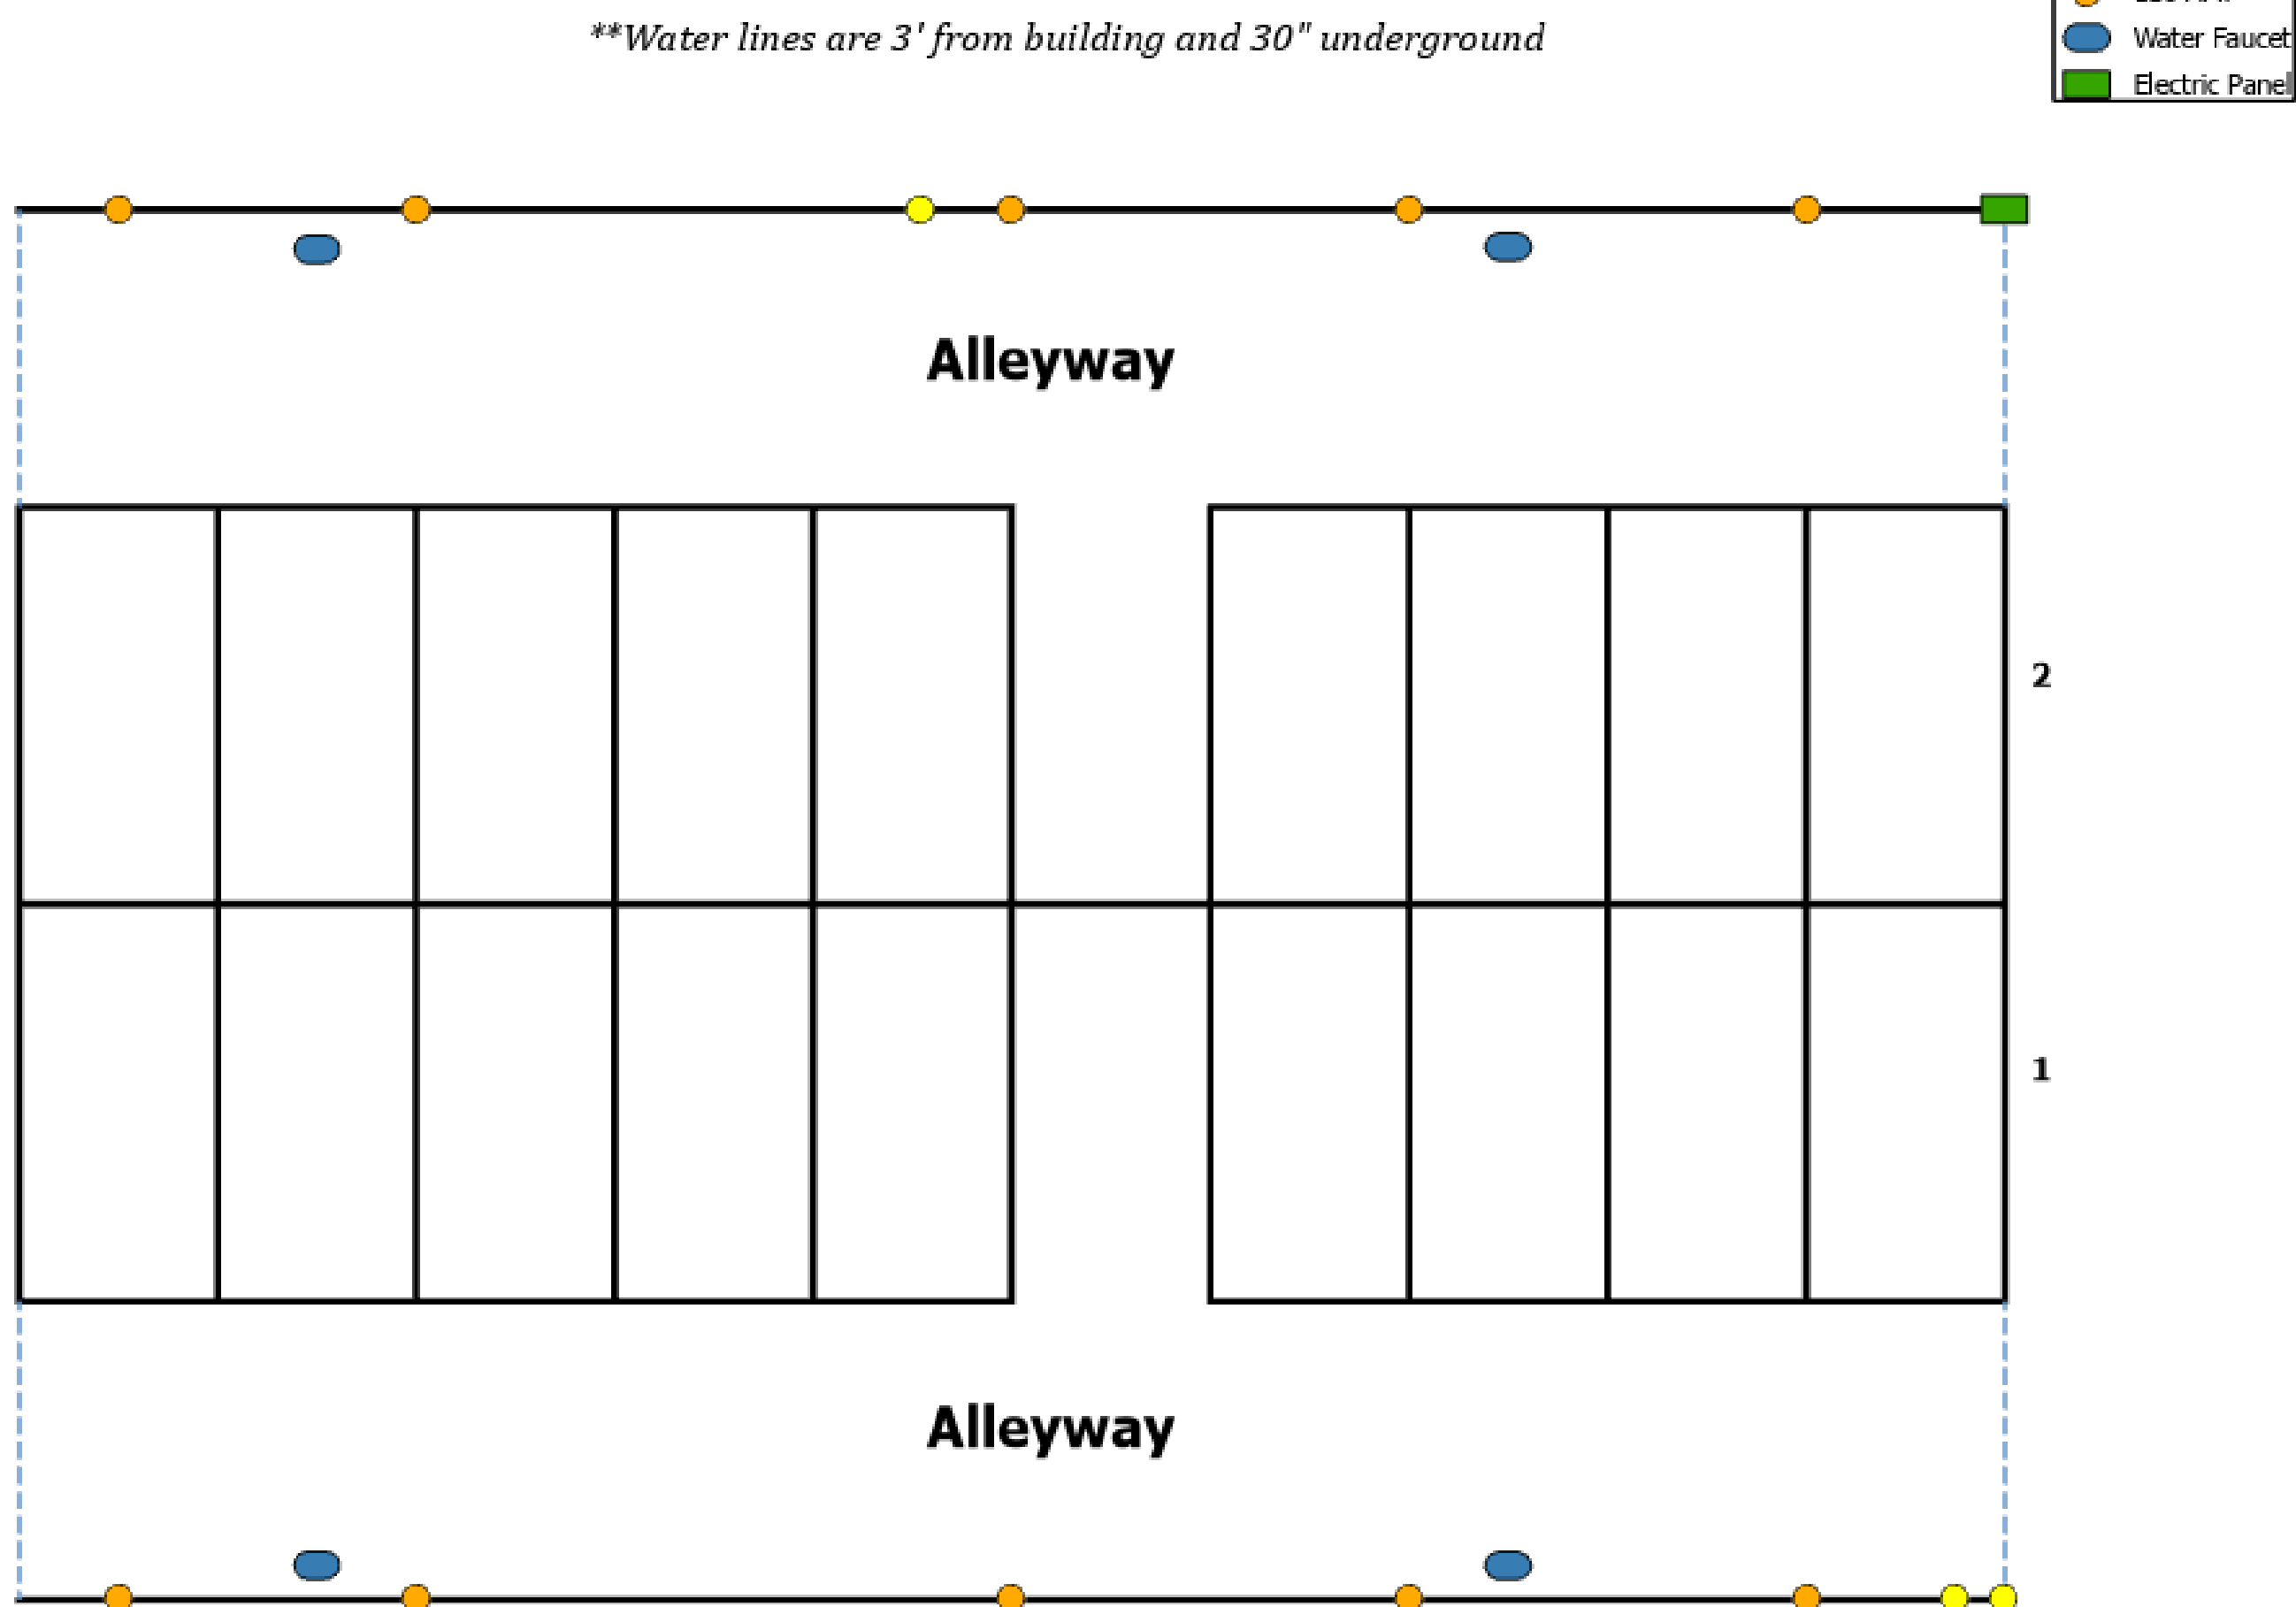 **Water lines are 3' from building and 30" underground
Water Faucet
Electric Panel
Alleyway
2
1
Alleyway